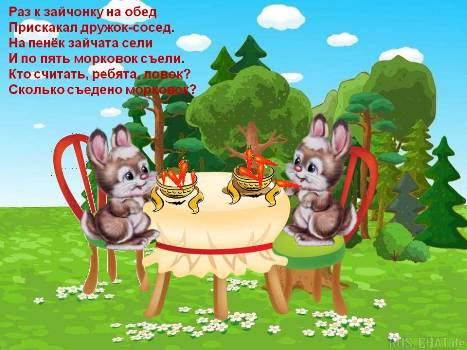 Раз к зайчонку на обед
Прискакал дружок-сосед.
На пенёк зайчата сели
И по пять морковок съели.
Кто считать, ребята, ловок?
Сколько съедено морковок?